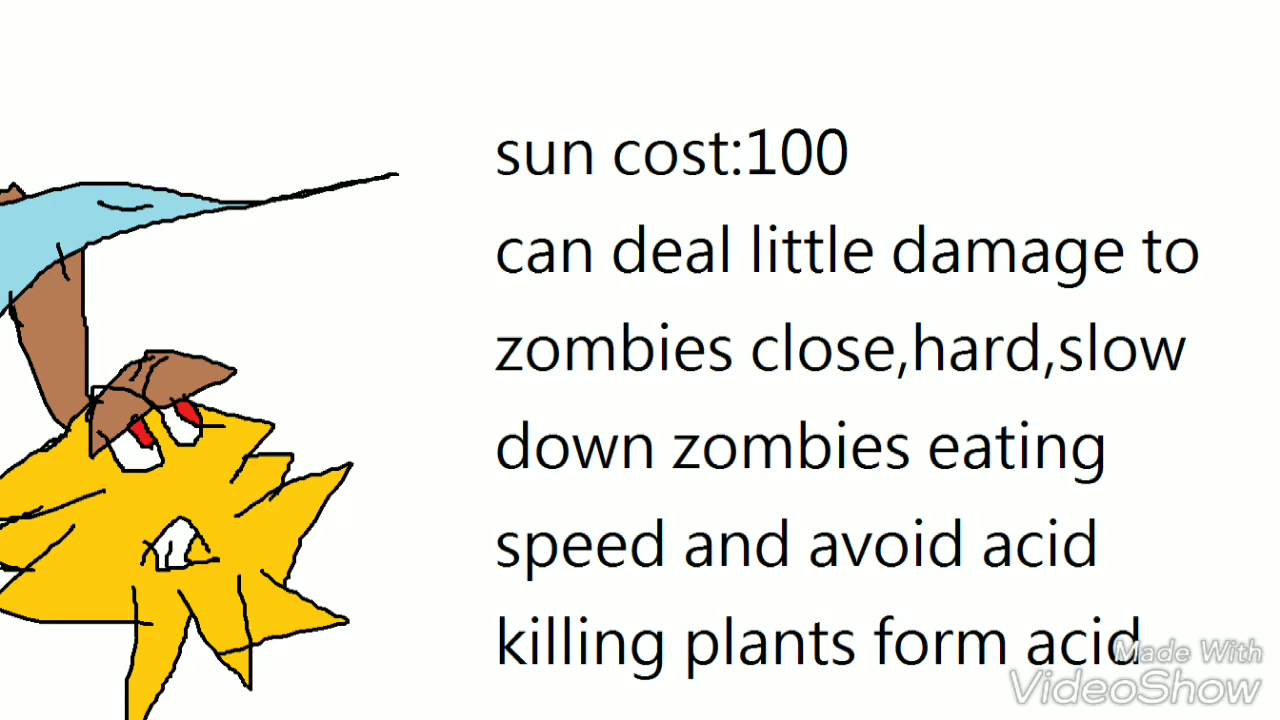 sun cost:100
can deal little damage to
zombies close,hard,slow
down zombies eating
speed and avoid acid
killing plants form acid
Made With
VideoShow